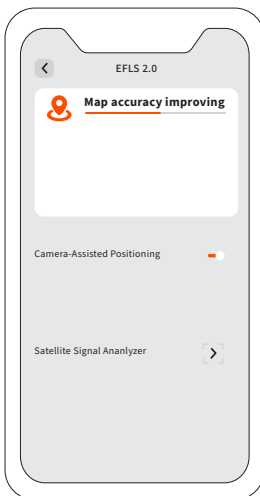 EFLS 2.0
Map accuracy improving
Camera-Assisted Positioning
Satellite Signal Ananlyzer